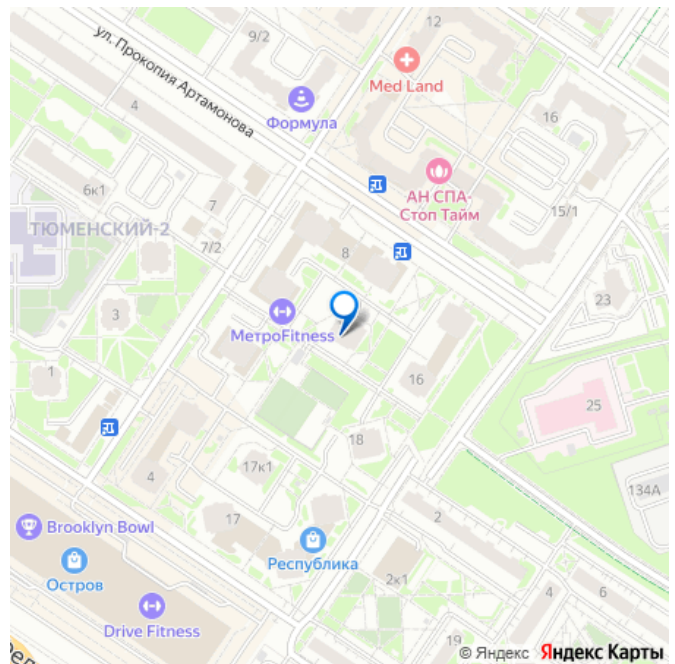 9/2
12
Med Land
ул. Прокопия Артамонова
Формула
4
16
АН СПА-
Стоп Тайм
6к1
7
15/1
ТЮМЕНСКИЙ-2
7/2
8
23
3
МетроFitness
1
16
25
18
17к1
4
134А
17
2
Brooklyn Bowl
Республика
Остров
2к1
4
6
Drive Fitness
19
© Яндекс Яндекс Карты